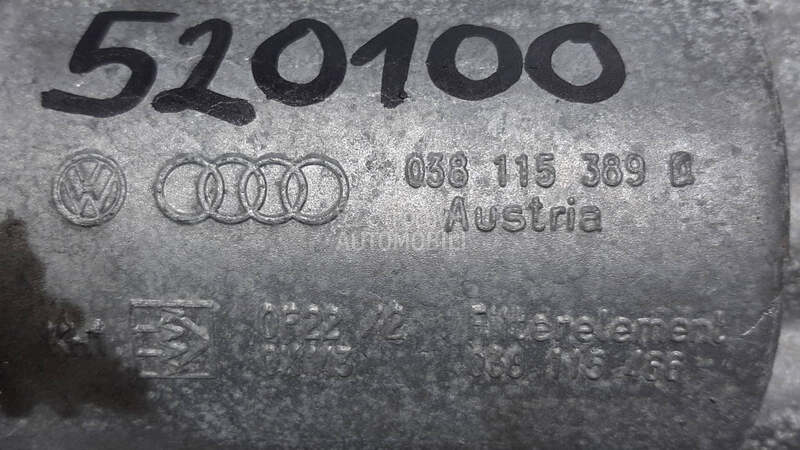 520100
038 115 389
Austria
AUTOMOBILI
Filterelement
038 115 466